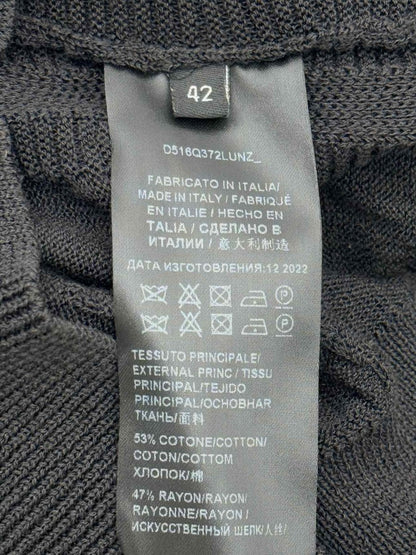 42
D516Q372LUNZ_
FABRICATO IN ITALIA/
MADE IN ITALY / FABRIQUÉ
EN ITALIE / HECHO EN
TALIA / СДЕЛАНО В
ИТАЛИИ / 意大利制造
ДАТА ИЗГОТОВЛЕНИЯ:12 2022
TESSUTO PRINCIPALE/
EXTERNAL PRINC / TISSU
PRINCIPAL/TEJIDO
PRINCIPAL/ОСНОВНАЯ
ТКАНЬ/面料
53% COTONE/COTTON/
COTON/COTTOM
ХЛОПОК/棉
47% RAYON/RAYON/
RAYONNE/RAYON/
ИСКУССТВЕННЫЙ ШЕЛК/人丝/